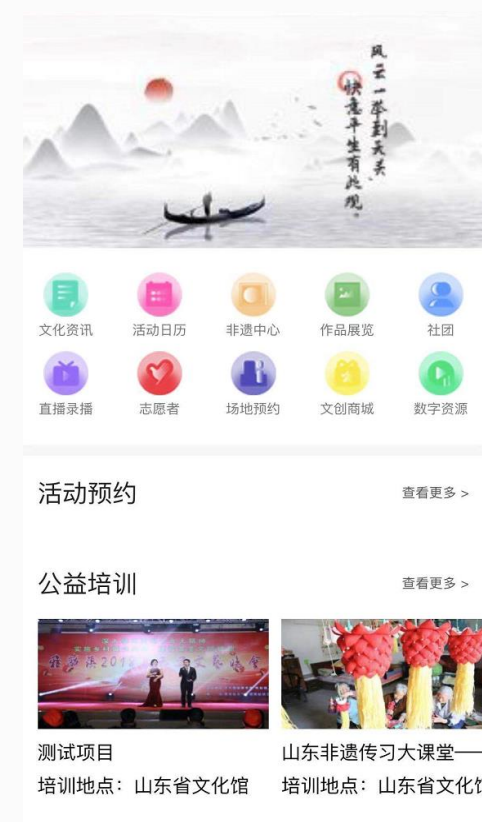 风云一举到天关
快意平生有此观。
文化资讯
活动日历
非遗中心
作品展览
社团
直播录播
志愿者
场地预约
文创商城
数字资源
活动预约
查看更多 >
公益培训
查看更多 >
测试项目
山东非遗传习大课堂—
培训地点：山东省文化馆
培训地点：山东省文化馆